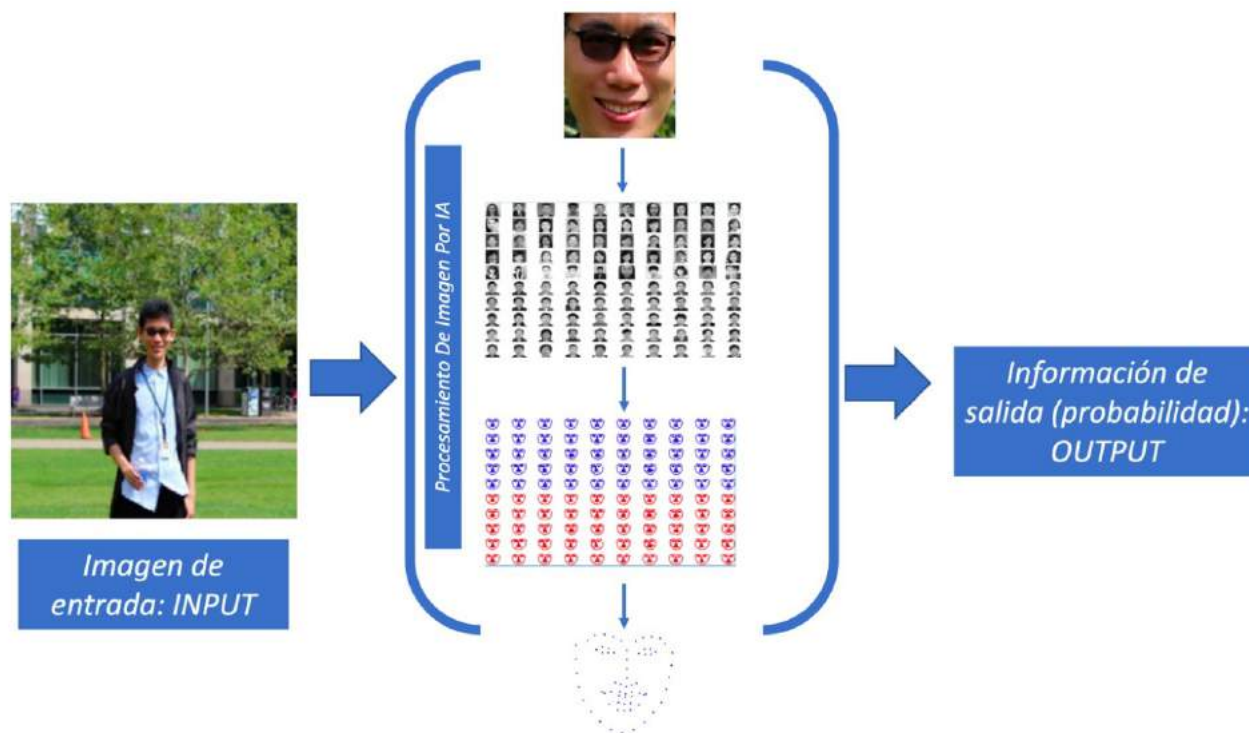 Imagen de
entrada: INPUT
Procesamiento De Imagen Por IA
Información de
salida (probabilidad):
OUTPUT